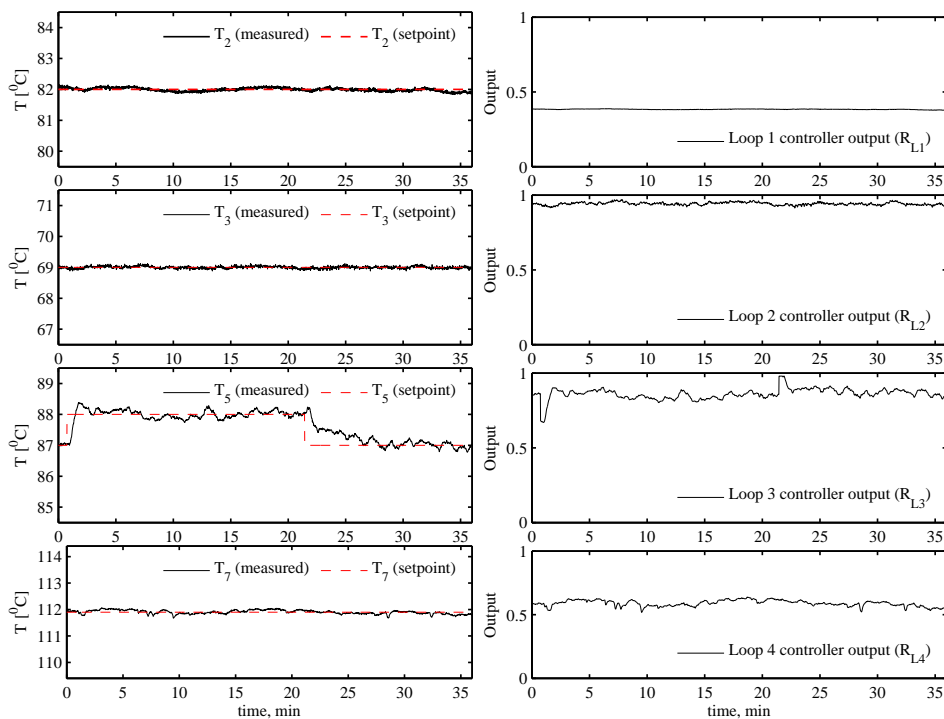 T2 (measured) T2 (setpoint)
T [0C]
84
83
82
81
80
0 5 10 15 20 25 30 35
1
0.5
0
Output
Loop 1 controller output (RL1)
0 5 10 15 20 25 30 35
T3 (measured) T3 (setpoint)
T [0C]
71
70
69
68
67
0 5 10 15 20 25 30 35
1
0.5
0
Output
Loop 2 controller output (RL2)
0 5 10 15 20 25 30 35
T5 (measured) T5 (setpoint)
T [0C]
89
88
87
86
85
0 5 10 15 20 25 30 35
1
0.5
0
Output
Loop 3 controller output (RL3)
0 5 10 15 20 25 30 35
T7 (measured) T7 (setpoint)
T [0C]
114
113
112
111
110
0 5 10 15 20 25 30 35
time, min
1
0.5
0
Output
Loop 4 controller output (RL4)
0 5 10 15 20 25 30 35
time, min